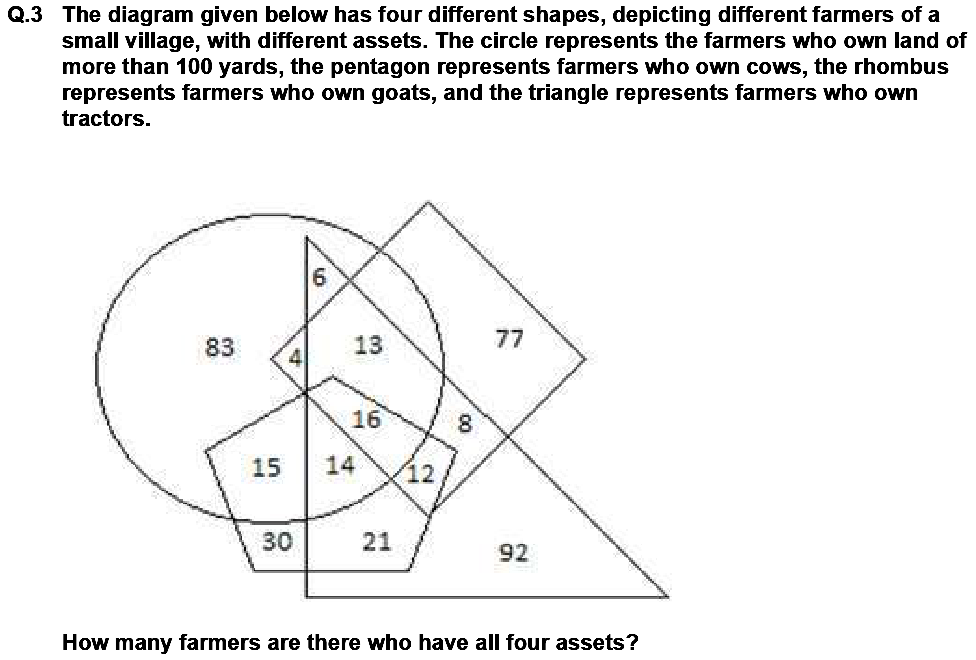 Q.3 The diagram given below has four different shapes, depicting different farmers of a
small village, with different assets. The circle represents the farmers who own land of
more than 100 yards, the pentagon represents farmers who own cows, the rhombus
represents farmers who own goats, and the triangle represents farmers who own
tractors.
6
83
4
13
77
16
8
15
14
12
30
21
92
How many farmers are there who have all four assets?